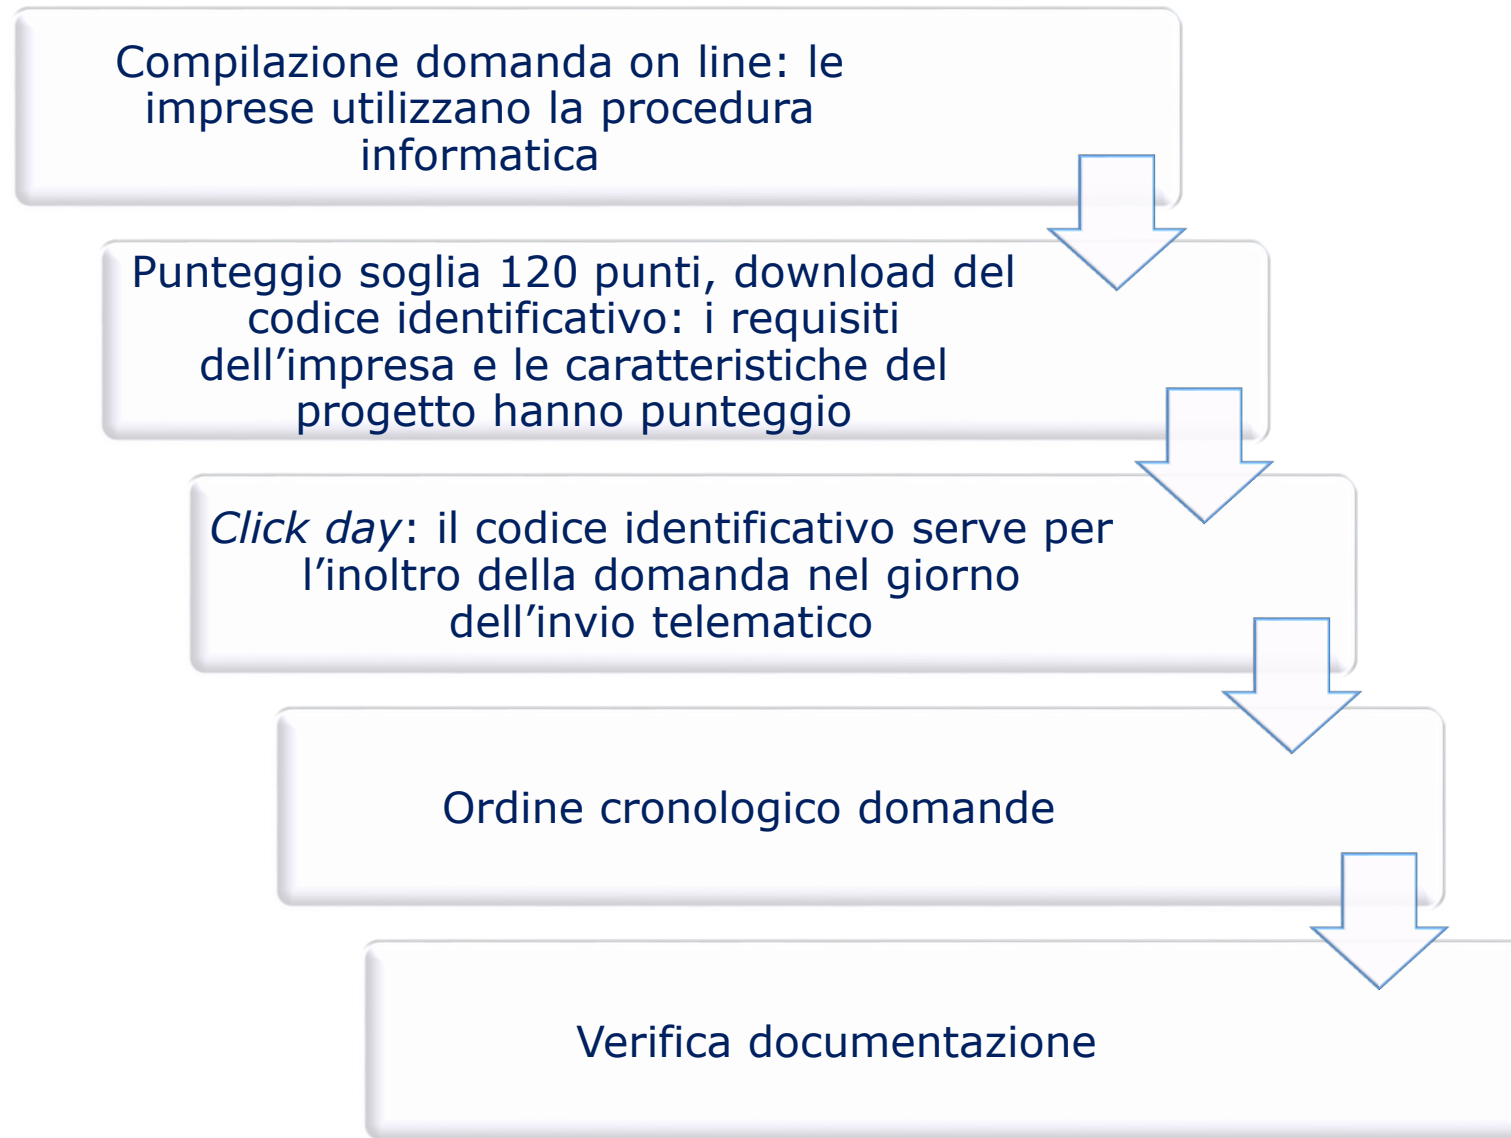 Compilazione domanda on line: le
imprese utilizzano la procedura
informatica
Punteggio soglia 120 punti, download del
codice identificativo: i requisiti
dell’impresa e le caratteristiche del
progetto hanno punteggio
Click day: il codice identificativo serve per
l’inoltro della domanda nel giorno
dell’invio telematico
Ordine cronologico domande
Verifica documentazione